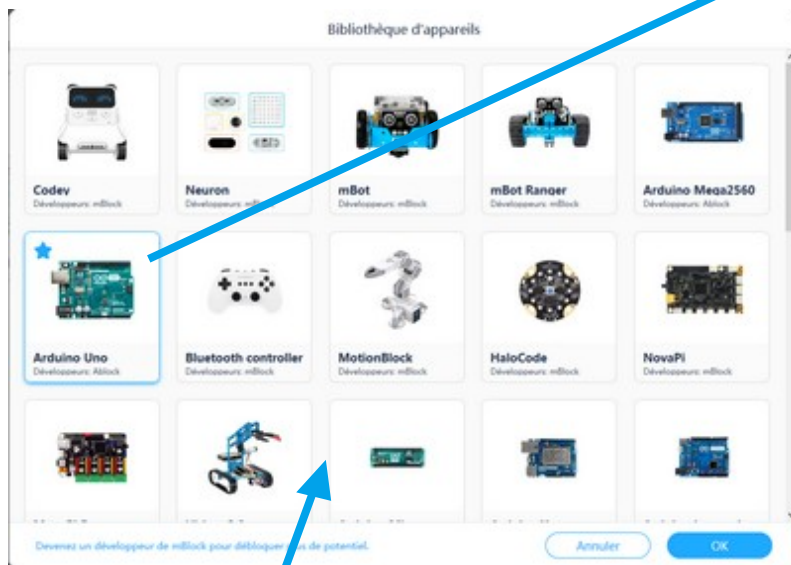 Bibliothèque d'appareils
Codey
Développeurs: mBlock
Neuron
Développeurs: mBlock
mBot
Développeurs: mBlock
mBot Ranger
Développeurs: mBlock
Arduino Mega2560
Développeurs: Ablock
Arduino Uno
Développeurs: Ablock
Bluetooth controller
Développeurs: mBlock
MotionBlock
Développeurs: mBlock
HaloCode
Développeurs: mBlock
NovaPi
Développeurs: mBlock
Devenez un développeur de mBlock pour débloquer plus de potentiel.
Annuler
OK